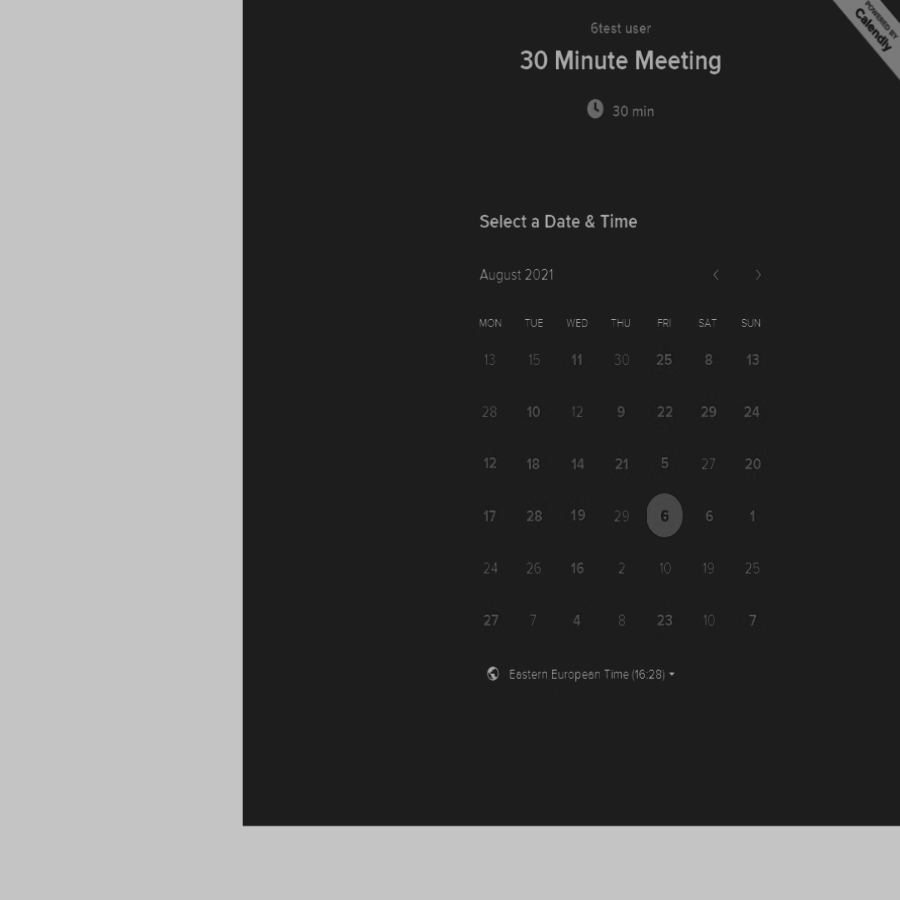 POWERED BY
Calendly
6test user
30 Minute Meeting
30 min
Select a Date & Time
August 2021
MON TUE WED THU FRI SAT SUN
13 15 11 30 25 8 13
28 10 12 9 22 29 24
12 18 14 21 5 27 20
17 28 19 29 6 6 1
24 26 16 2 10 19 25
27 7 4 8 23 10 7
Eastern European Time (16:28)